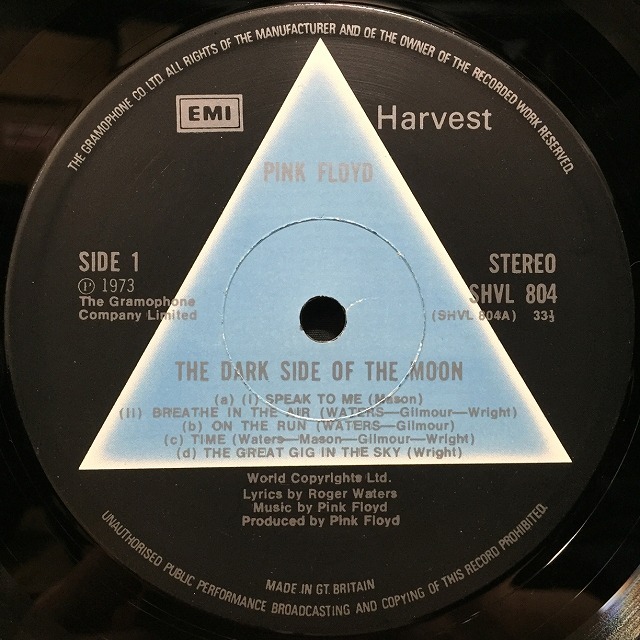 THE GRAMOPHONE CO LTD. ALL RIGHTS OF THE MANUFACTURER AND OF THE OWNER OF THE RECORDED WORK RESERVED.
EMI
Harvest
PINK FLOYD
SIDE 1
℗ 1973
The Gramophone
Company Limited
STEREO
SHVL 804
(SHVL 804A) 33⅓
THE DARK SIDE OF THE MOON
(a) (i) SPEAK TO ME (Mason)
(ii) BREATHE IN THE AIR (WATERS—Gilmour—Wright)
(b) ON THE RUN (WATERS—Gilmour)
(c) TIME (Waters—Mason—Gilmour—Wright)
(d) THE GREAT GIG IN THE SKY (Wright)
World Copyrights Ltd.
Lyrics by Roger Waters
Music by Pink Floyd
Produced by Pink Floyd
MADE IN GT. BRITAIN
UNAUTHORISED PUBLIC PERFORMANCE BROADCASTING AND COPYING OF THIS RECORD PROHIBITED.